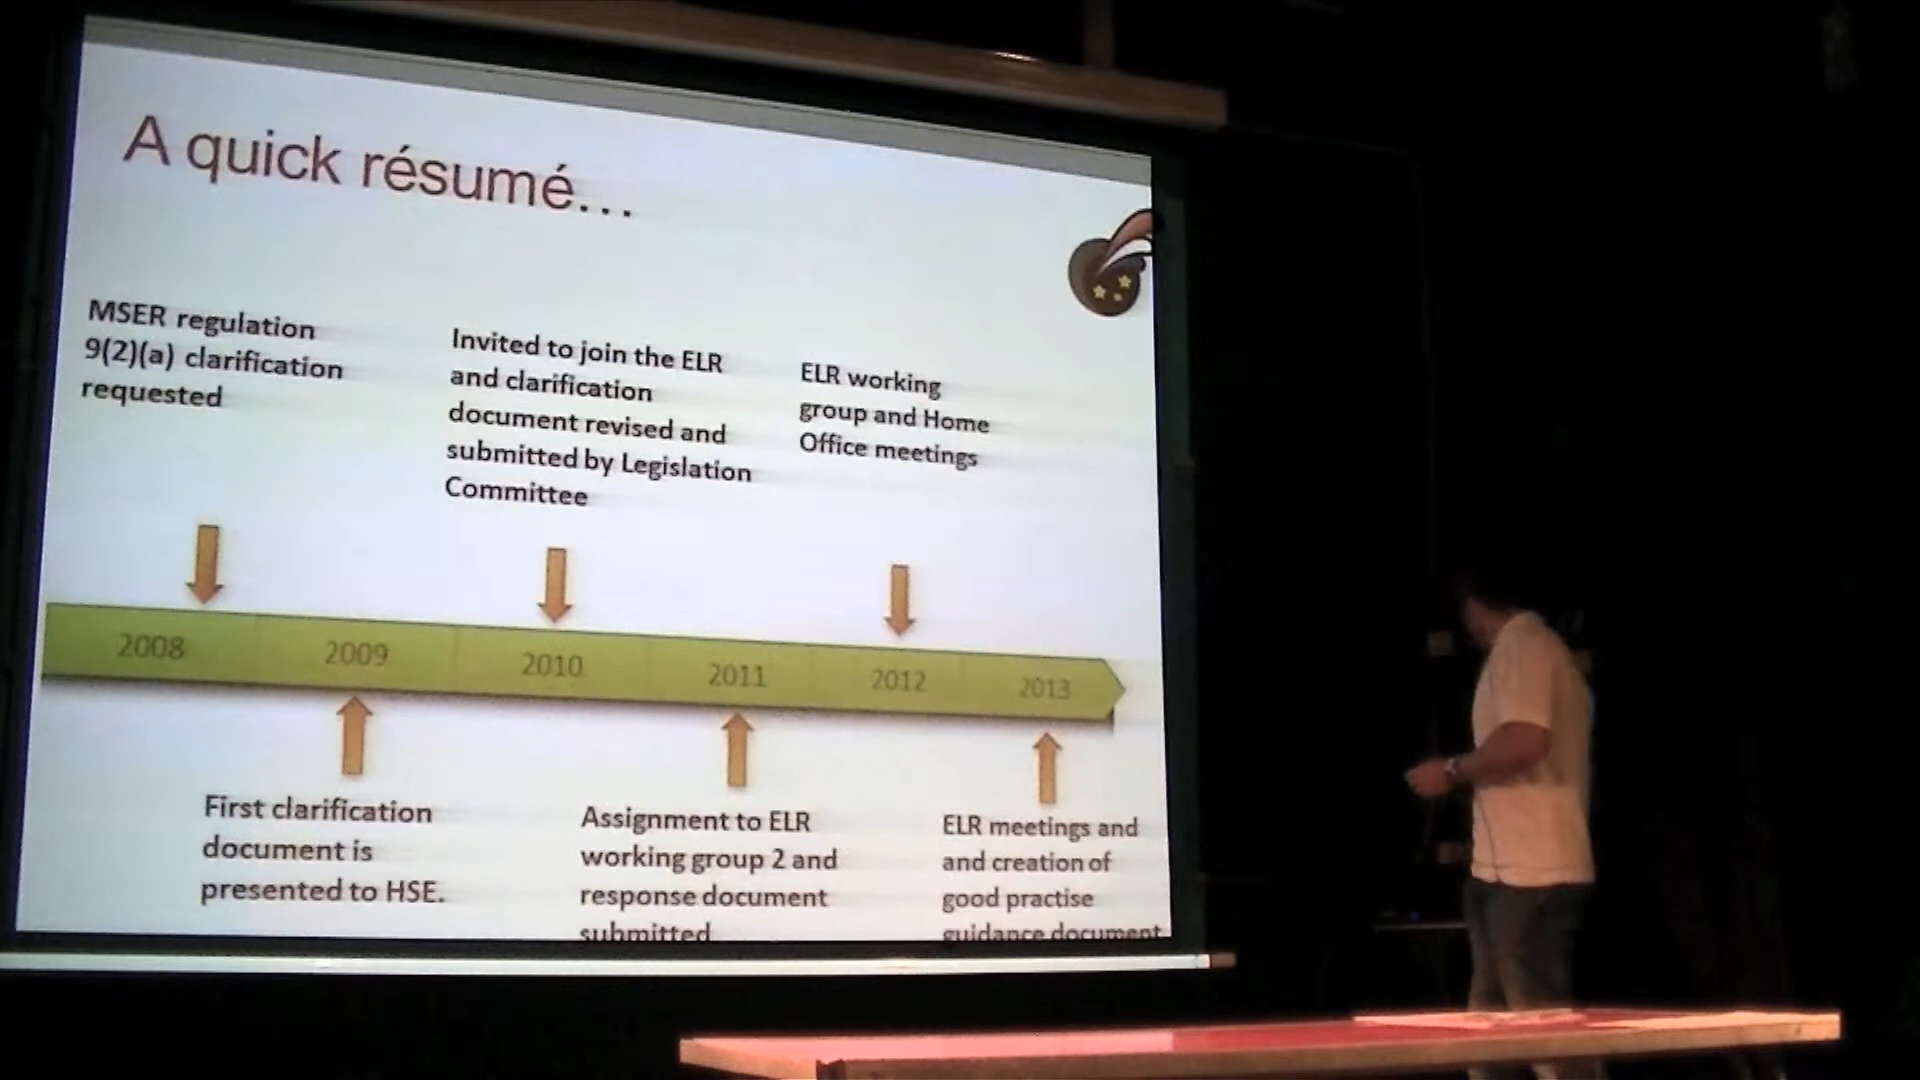 A quick résumé...
MSER regulation
9(2)(a) clarification
requested
Invited to join the ELR
and clarification
document revised and
submitted by Legislation
Committee
ELR working
group and Home
Office meetings
2008
2009
2010
2011
2012
2013
First clarification
document is
presented to HSE.
Assignment to ELR
working group 2 and
response document
submitted
ELR meetings and
and creation of
good practise
guidance document